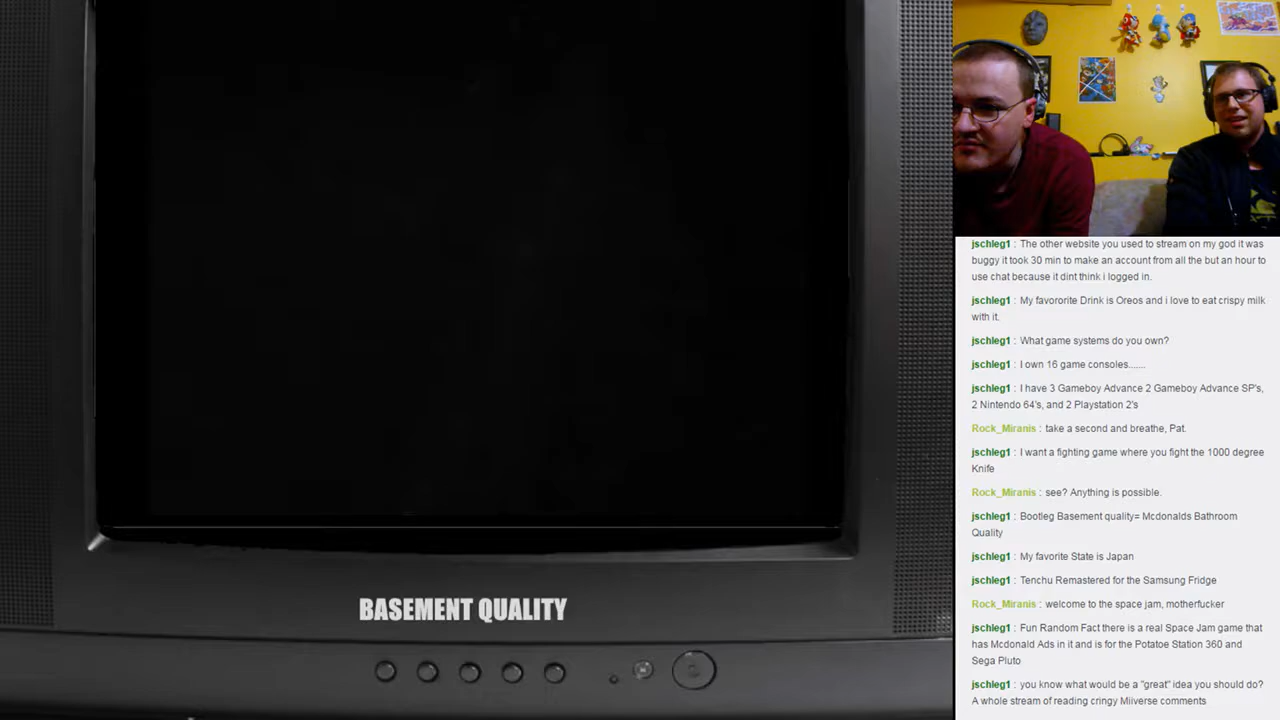 BASEMENT QUALITY
jschleg1 : The other website you used to stream on my god it was
buggy it took 30 min to make an account from all the but an hour to
use chat because it dint think i logged in.
jschleg1 : My favororite Drink is Oreos and i love to eat crispy milk
with it.
jschleg1 : What game systems do you own?
jschleg1 : I own 16 game consoles......
jschleg1 : I have 3 Gameboy Advance 2 Gameboy Advance SP's,
2 Nintendo 64's, and 2 Playstation 2's
Rock_Miranis : take a second and breathe, Pat.
jschleg1 : I want a fighting game where you fight the 1000 degree
Knife
Rock_Miranis : see? Anything is possible.
jschleg1 : Bootleg Basement quality= Mcdonalds Bathroom
Quality
jschleg1 : My favorite State is Japan
jschleg1 : Tenchu Remastered for the Samsung Fridge
Rock_Miranis : welcome to the space jam, motherfucker
jschleg1 : Fun Random Fact there is a real Space Jam game that
has Mcdonald Ads in it and is for the Potatoe Station 360 and
Sega Pluto
jschleg1 : you know what would be a "great" idea you should do?
A whole stream of reading cringy Miiverse comments